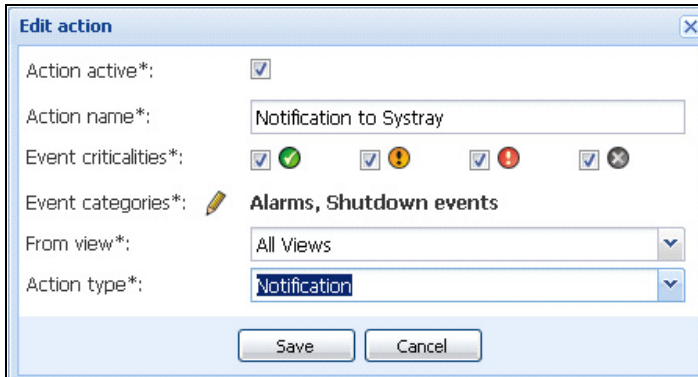 Edit action
Action active*:
Action name*: Notification to Systray
Event criticalities*:
Event categories*: Alarms, Shutdown events
From view*: All Views
Action type*: Notification
Save Cancel